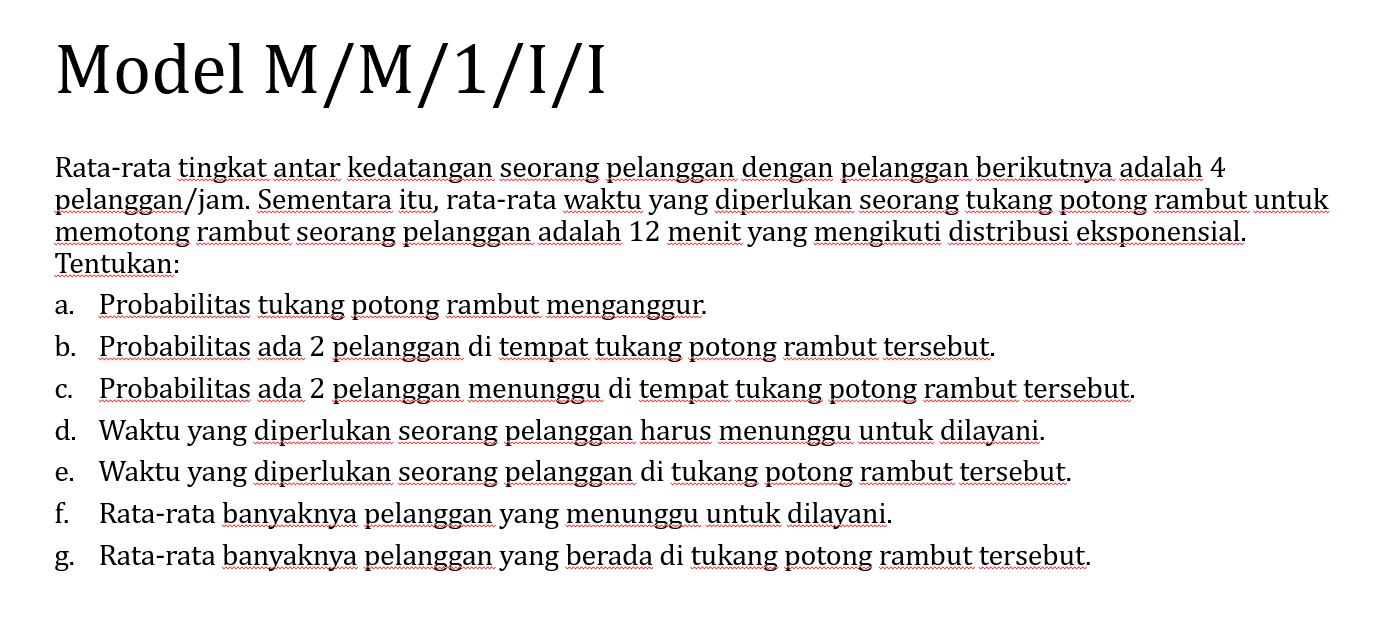 Model M/M/1/I/I
Rata-rata tingkat antar kedatangan seorang pelanggan dengan pelanggan berikutnya adalah 4
pelanggan/jam. Sementara itu, rata-rata waktu yang diperlukan seorang tukang potong rambut untuk
memotong rambut seorang pelanggan adalah 12 menit yang mengikuti distribusi eksponensial.
Tentukan:
a. Probabilitas tukang potong rambut menganggur.
b. Probabilitas ada 2 pelanggan di tempat tukang potong rambut tersebut.
c. Probabilitas ada 2 pelanggan menunggu di tempat tukang potong rambut tersebut.
d. Waktu yang diperlukan seorang pelanggan harus menunggu untuk dilayani.
e. Waktu yang diperlukan seorang pelanggan di tukang potong rambut tersebut.
f. Rata-rata banyaknya pelanggan yang menunggu untuk dilayani.
g. Rata-rata banyaknya pelanggan yang berada di tukang potong rambut tersebut.